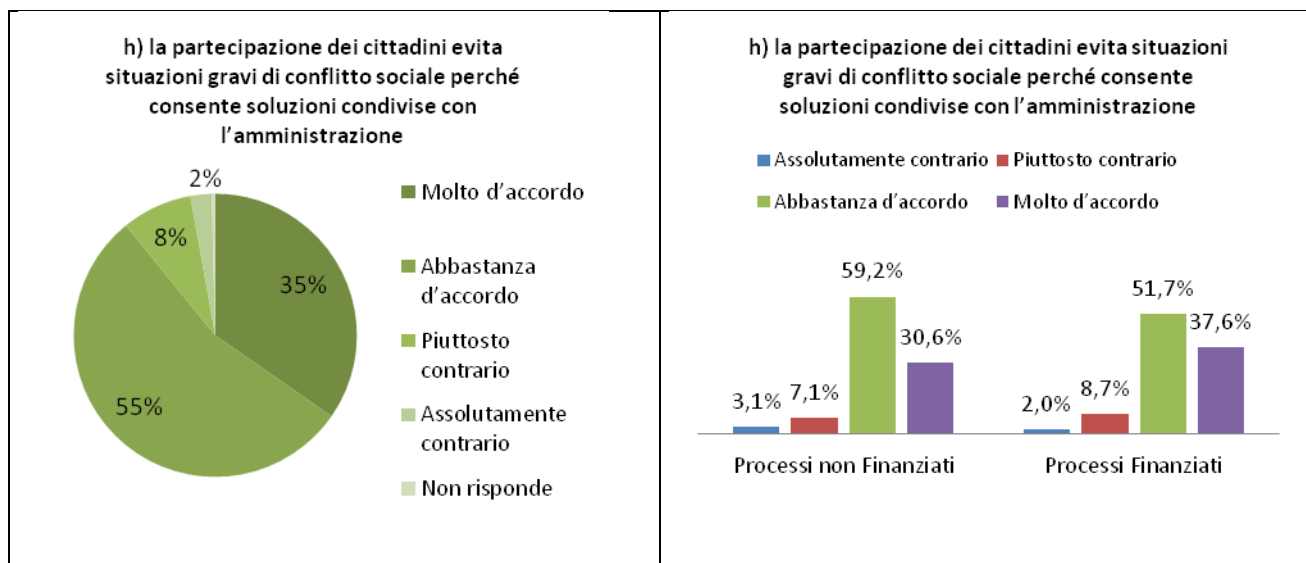 h) la partecipazione dei cittadini evita
situazioni gravi di conflitto sociale perché
consente soluzioni condivise con
l’amministrazione
2%
8%
35%
55%
Molto d’accordo
Abbastanza
d’accordo
Piuttosto
contrario
Assolutamente
contrario
Non risponde
h) la partecipazione dei cittadini evita situazioni
gravi di conflitto sociale perché consente
soluzioni condivise con l’amministrazione
Assolutamente contrario Piuttosto contrario
Abbastanza d’accordo Molto d’accordo
3,1% 7,1% 59,2% 30,6% 2,0% 8,7% 51,7% 37,6%
Processi non Finanziati Processi Finanziati